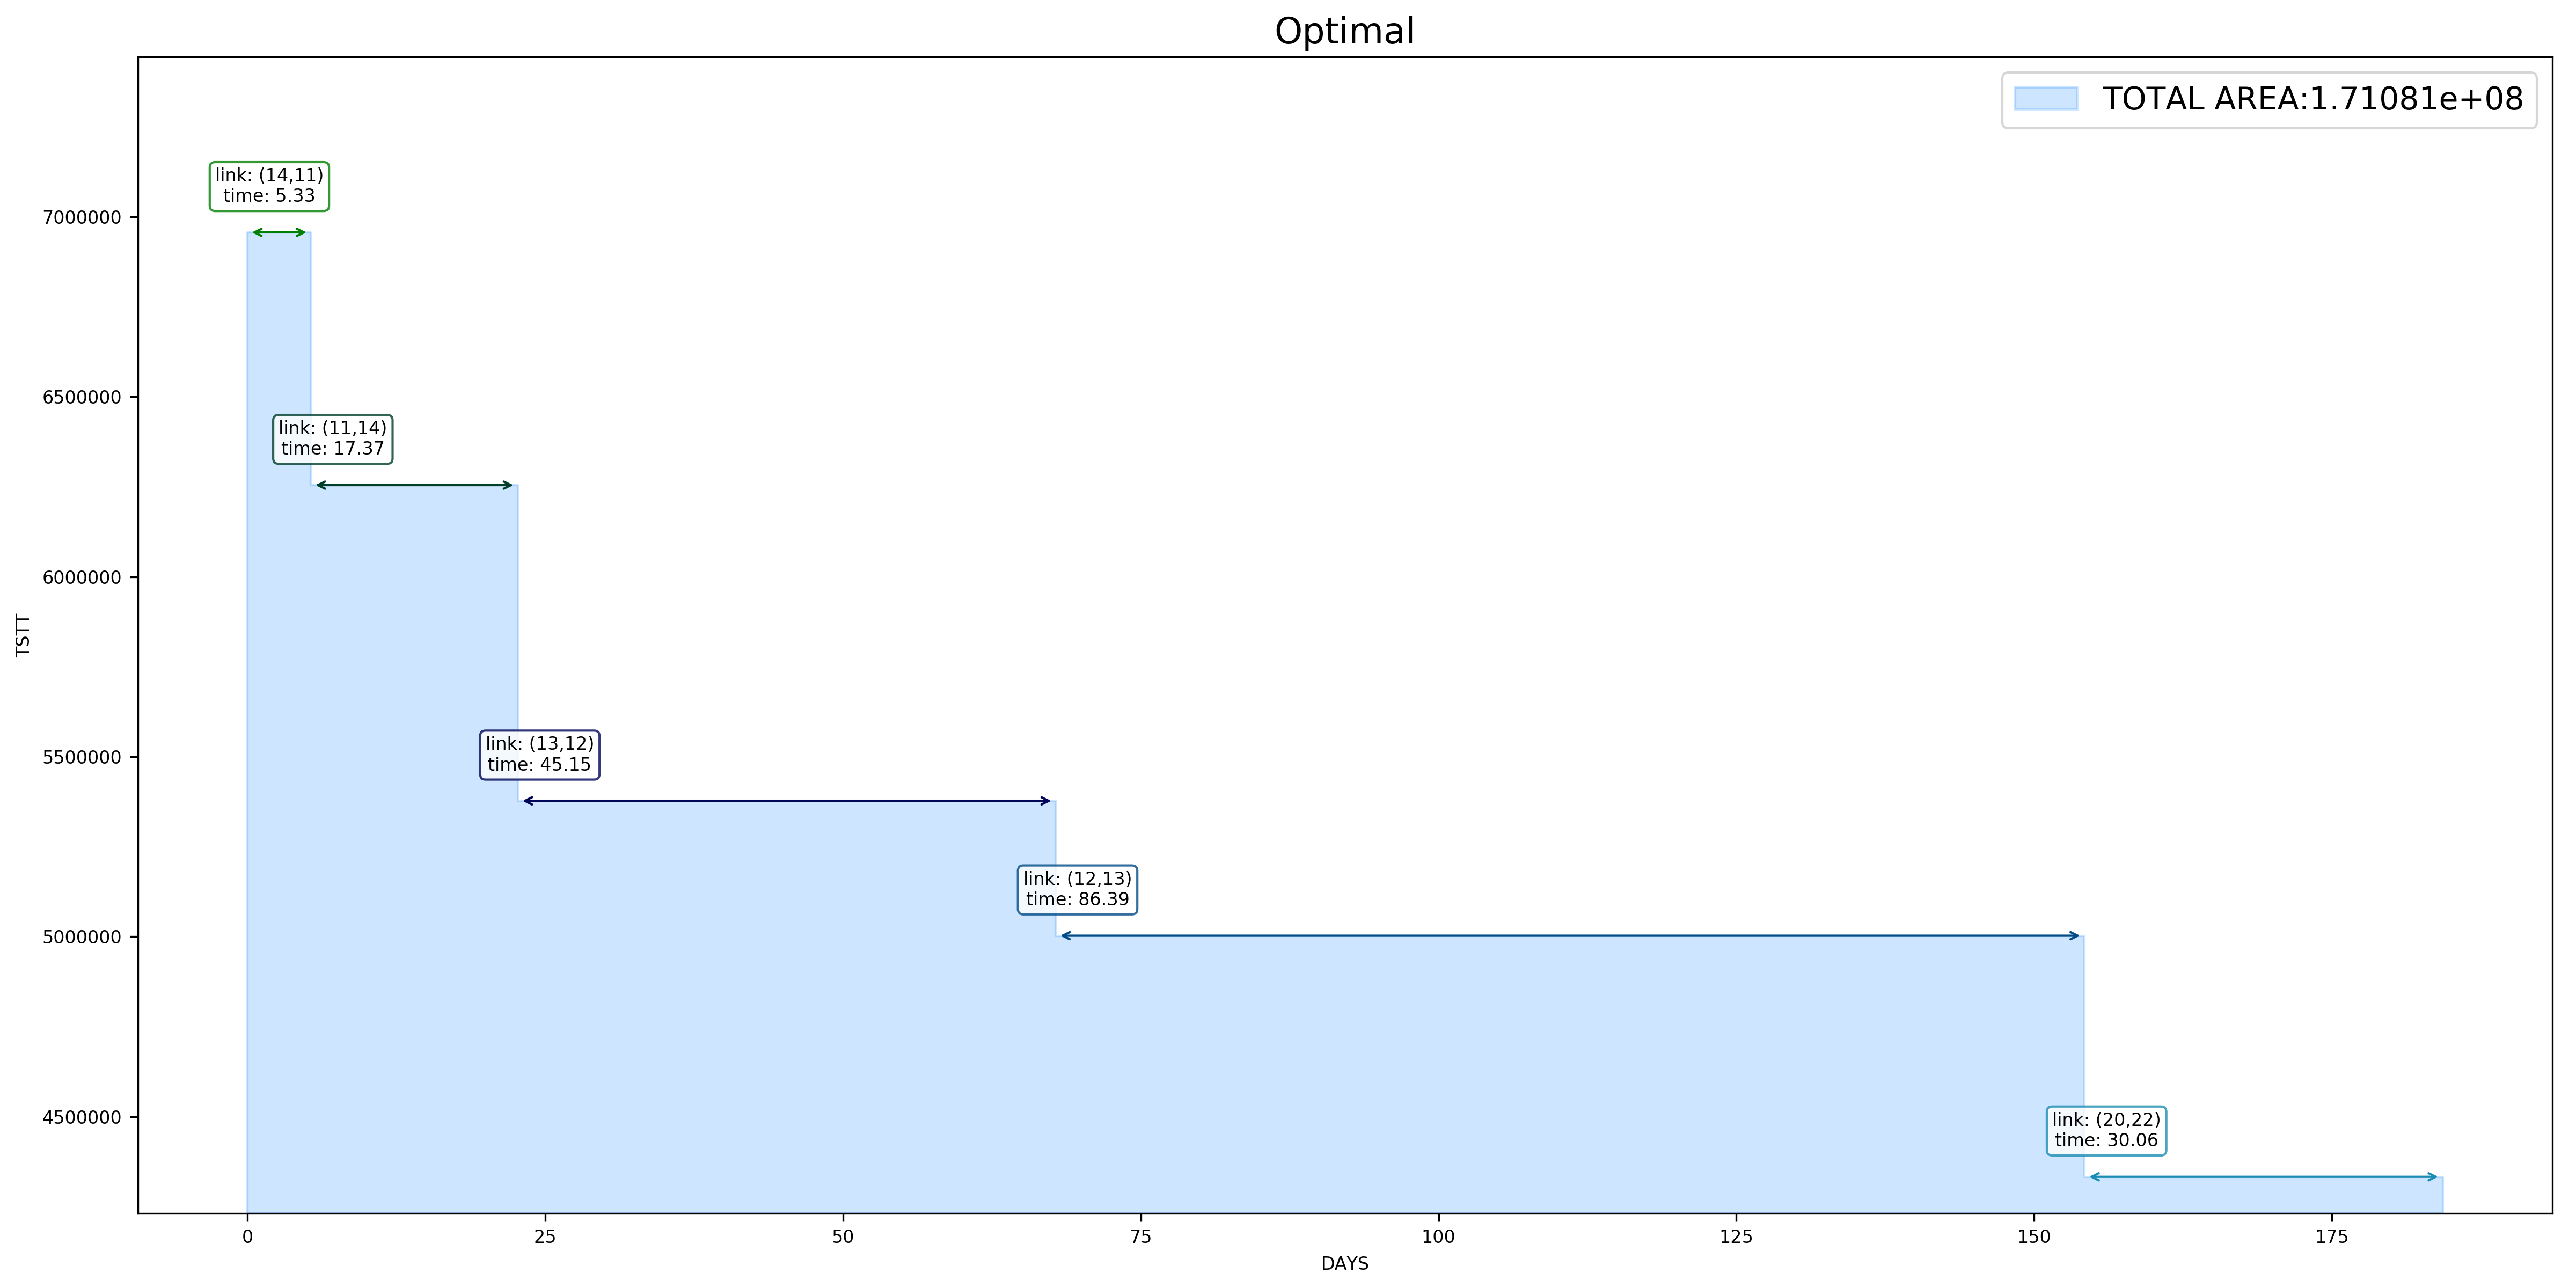 Optimal
TOTAL AREA:1.71081e+08
link: (14,11)
time: 5.33
7000000
6500000
link: (11,14)
time: 17.37
6000000
TSTT
5500000
link: (13,12)
time: 45.15
link: (12,13)
time: 86.39
5000000
4500000
link: (20,22)
time: 30.06
0 25 50 75 100 125 150 175
DAYS